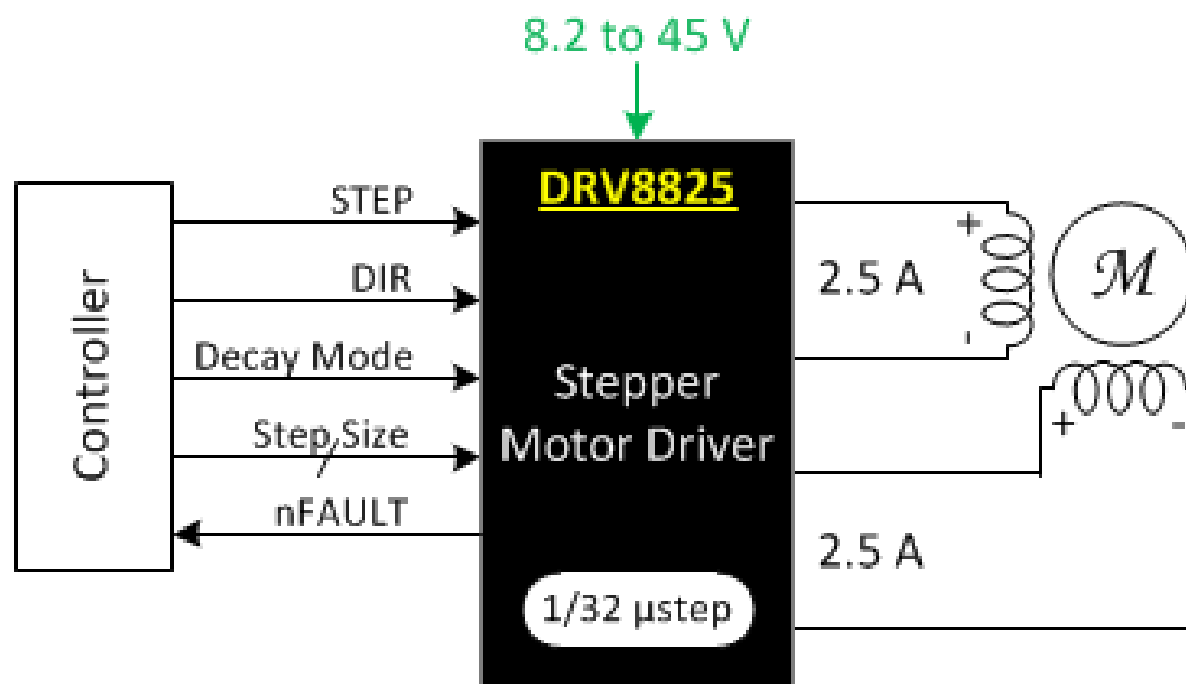 8.2 to 45 V
DRV8825
Controller
STEP
DIR
Decay Mode
Step Size
nFAULT
Stepper
Motor Driver
1/32 µstep
2.5 A
+
-
M
+
-
2.5 A